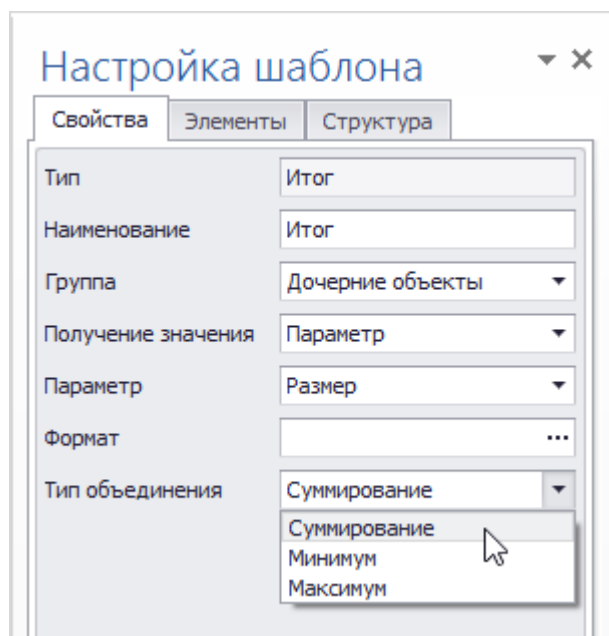 Настройка шаблона
Свойства Элементы Структура
Тип Итог
Наименование Итог
Группа Дочерние объекты
Получение значения Параметр
Параметр Размер
Формат ...
Тип объединения Суммирование
Суммирование
Минимум
Максимум